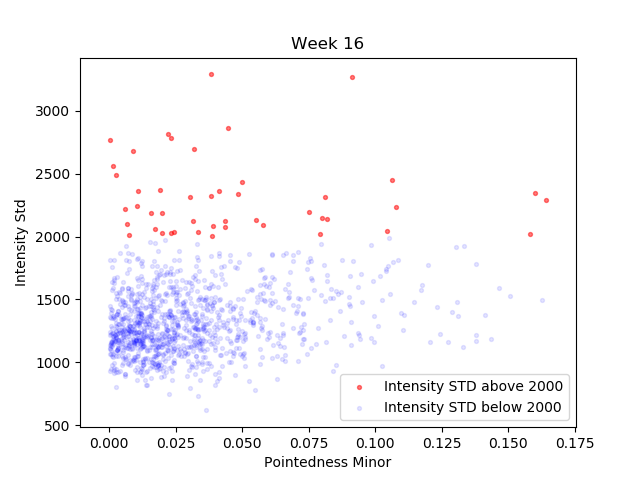 Week 16
Intensity Std
3000
2500
2000
1500
1000
500
Intensity STD above 2000
Intensity STD below 2000
0.000 0.025 0.050 0.075 0.100 0.125 0.150 0.175
Pointedness Minor